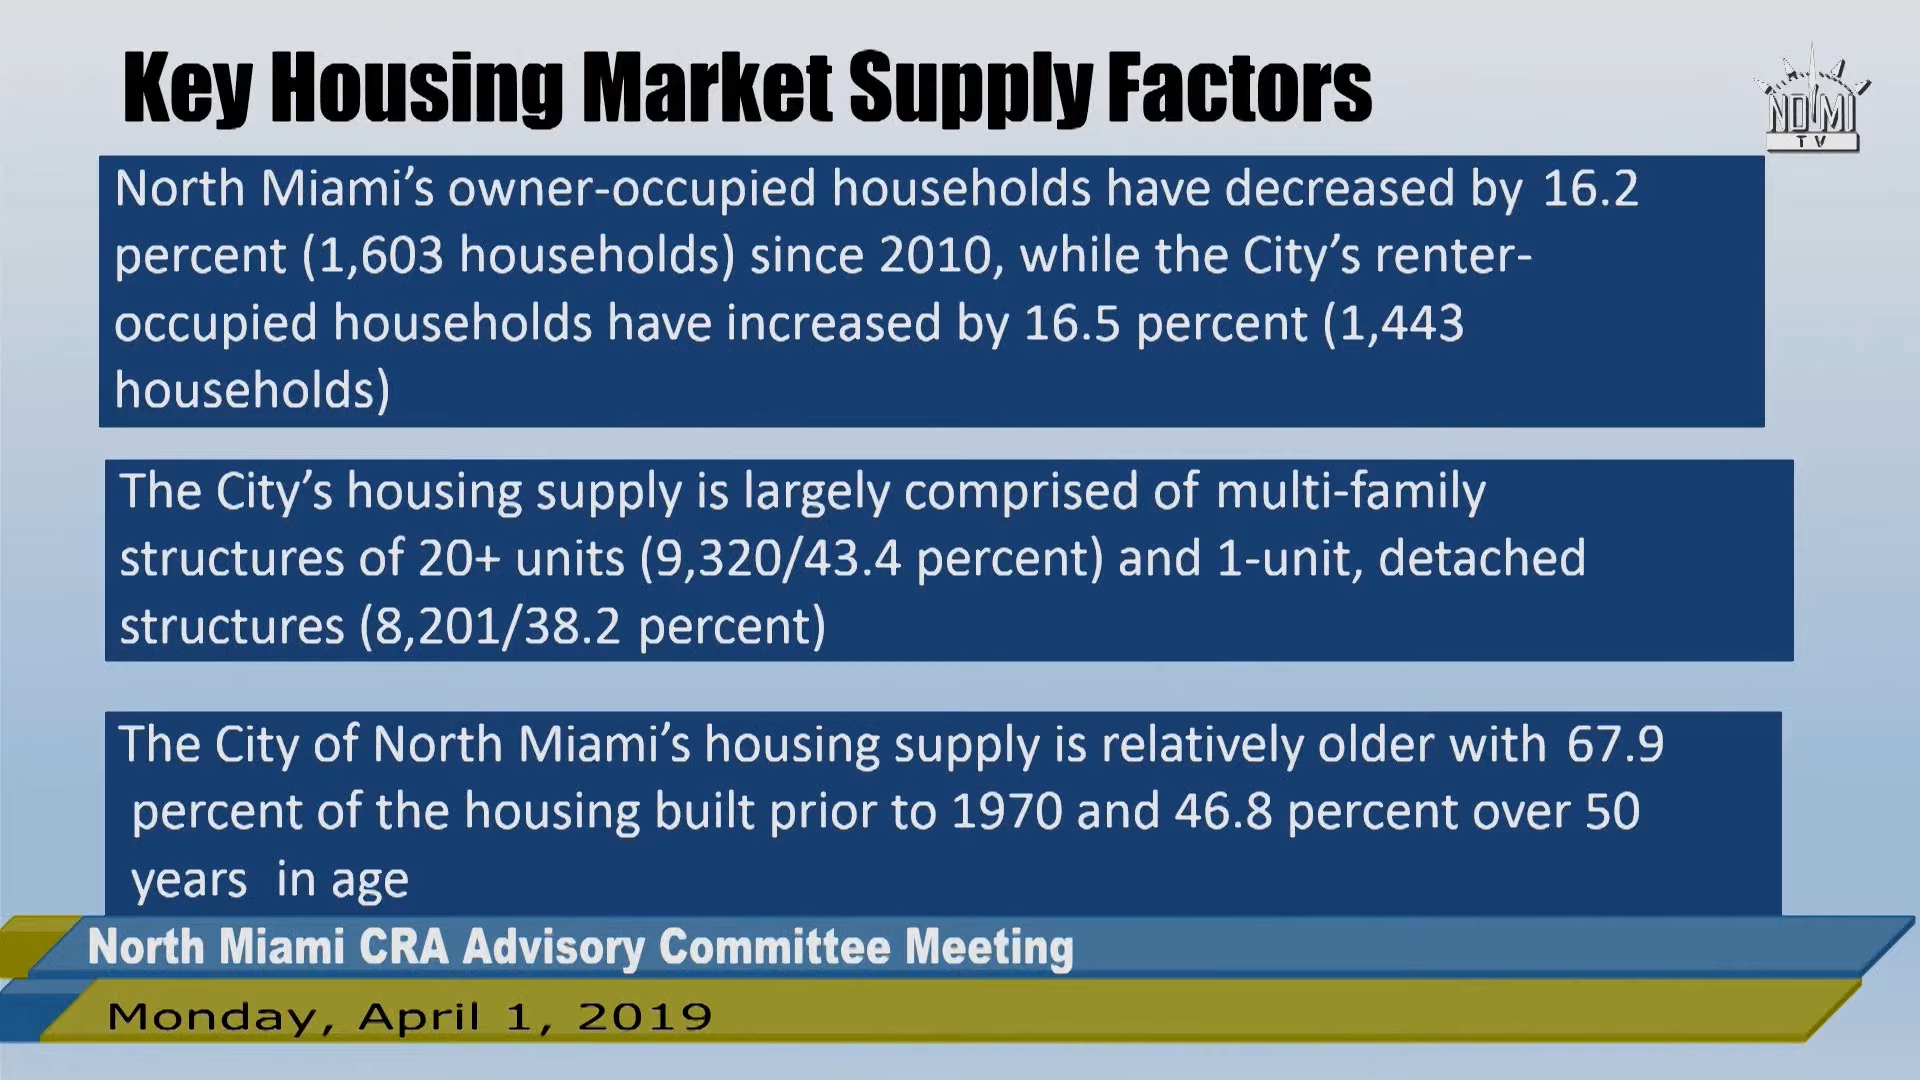 Key Housing Market Supply Factors
NOMI
TV
North Miami’s owner-occupied households have decreased by 16.2
percent (1,603 households) since 2010, while the City’s renter-
occupied households have increased by 16.5 percent (1,443
households)
The City’s housing supply is largely comprised of multi-family
structures of 20+ units (9,320/43.4 percent) and 1-unit, detached
structures (8,201/38.2 percent)
The City of North Miami’s housing supply is relatively older with 67.9
percent of the housing built prior to 1970 and 46.8 percent over 50
years in age
North Miami CRA Advisory Committee Meeting
Monday, April 1, 2019